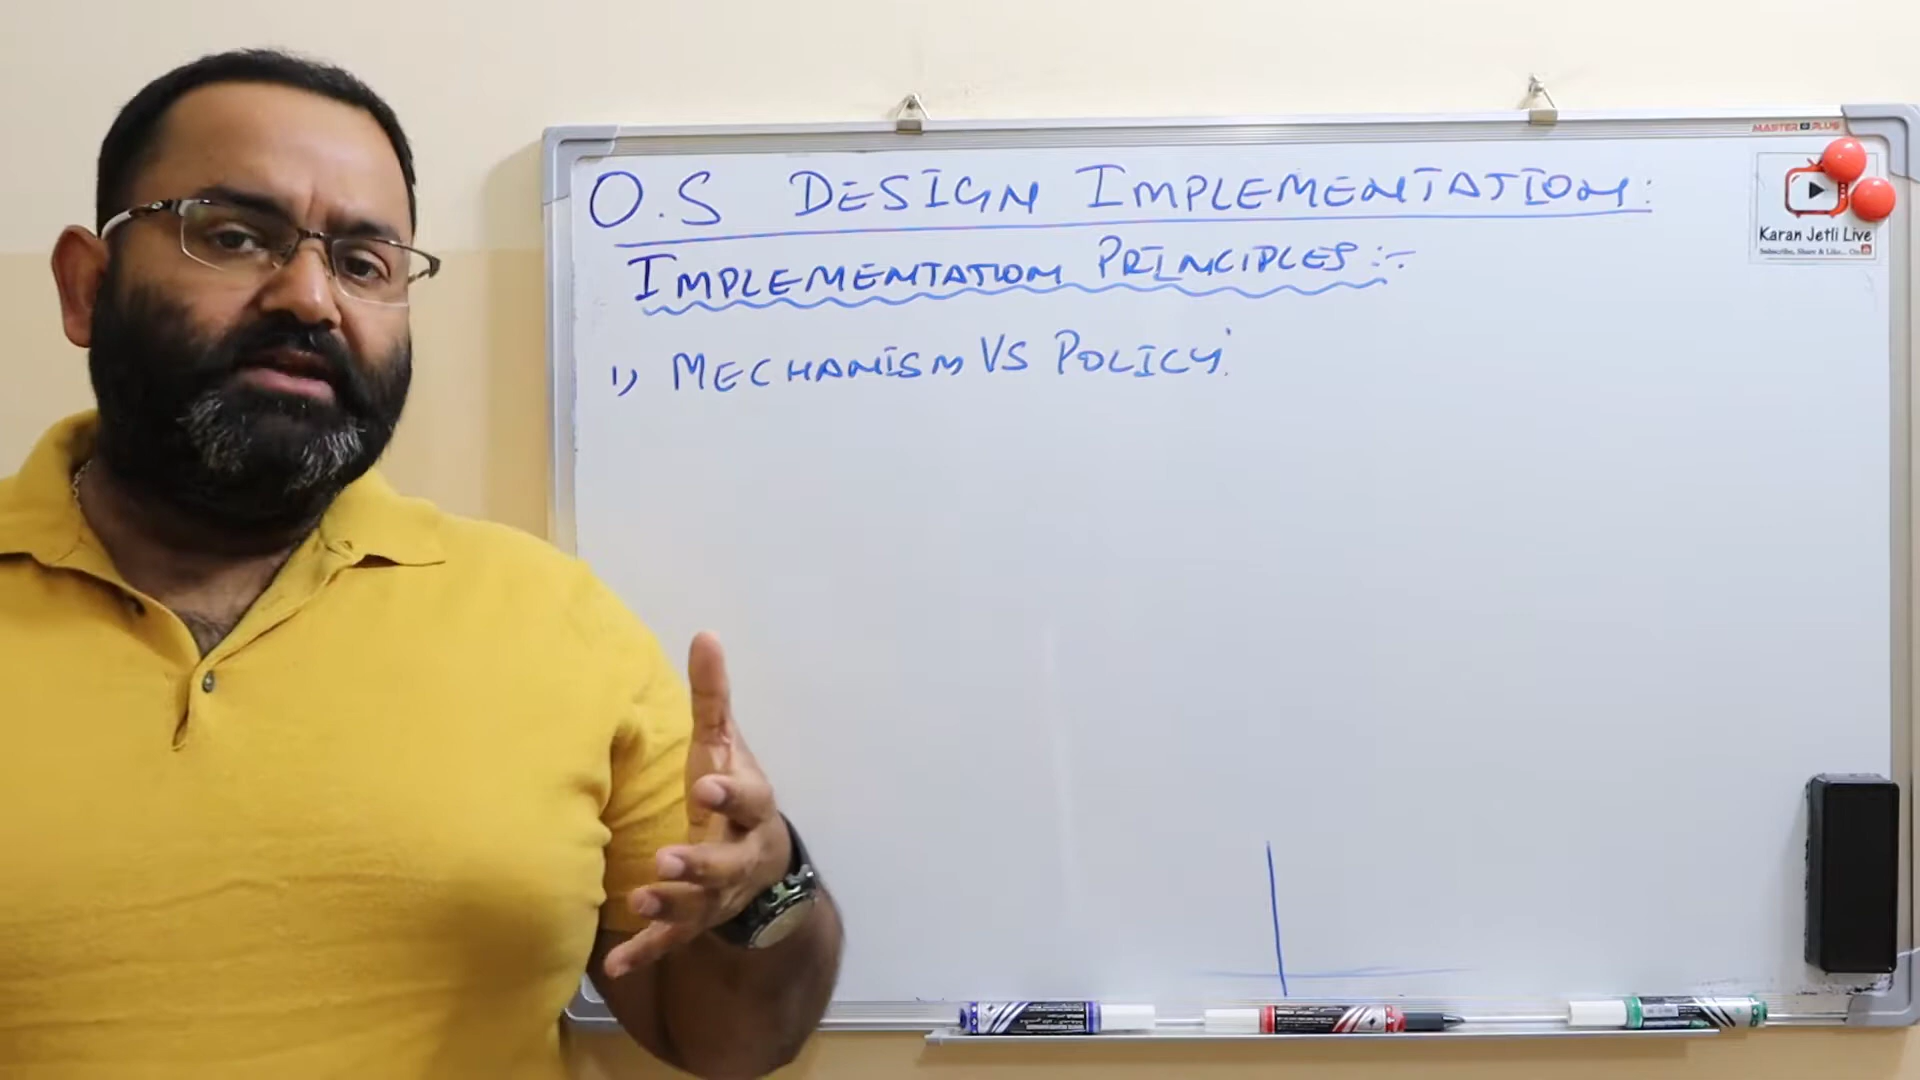 MASTER PLUS
O.S DESIGN IMPLEMENTATION:
Karan Jetli Live
Subscribe, Share & Like... On
IMPLEMENTATION PRINCIPLES :-
1) MECHANISM VS POLICY: